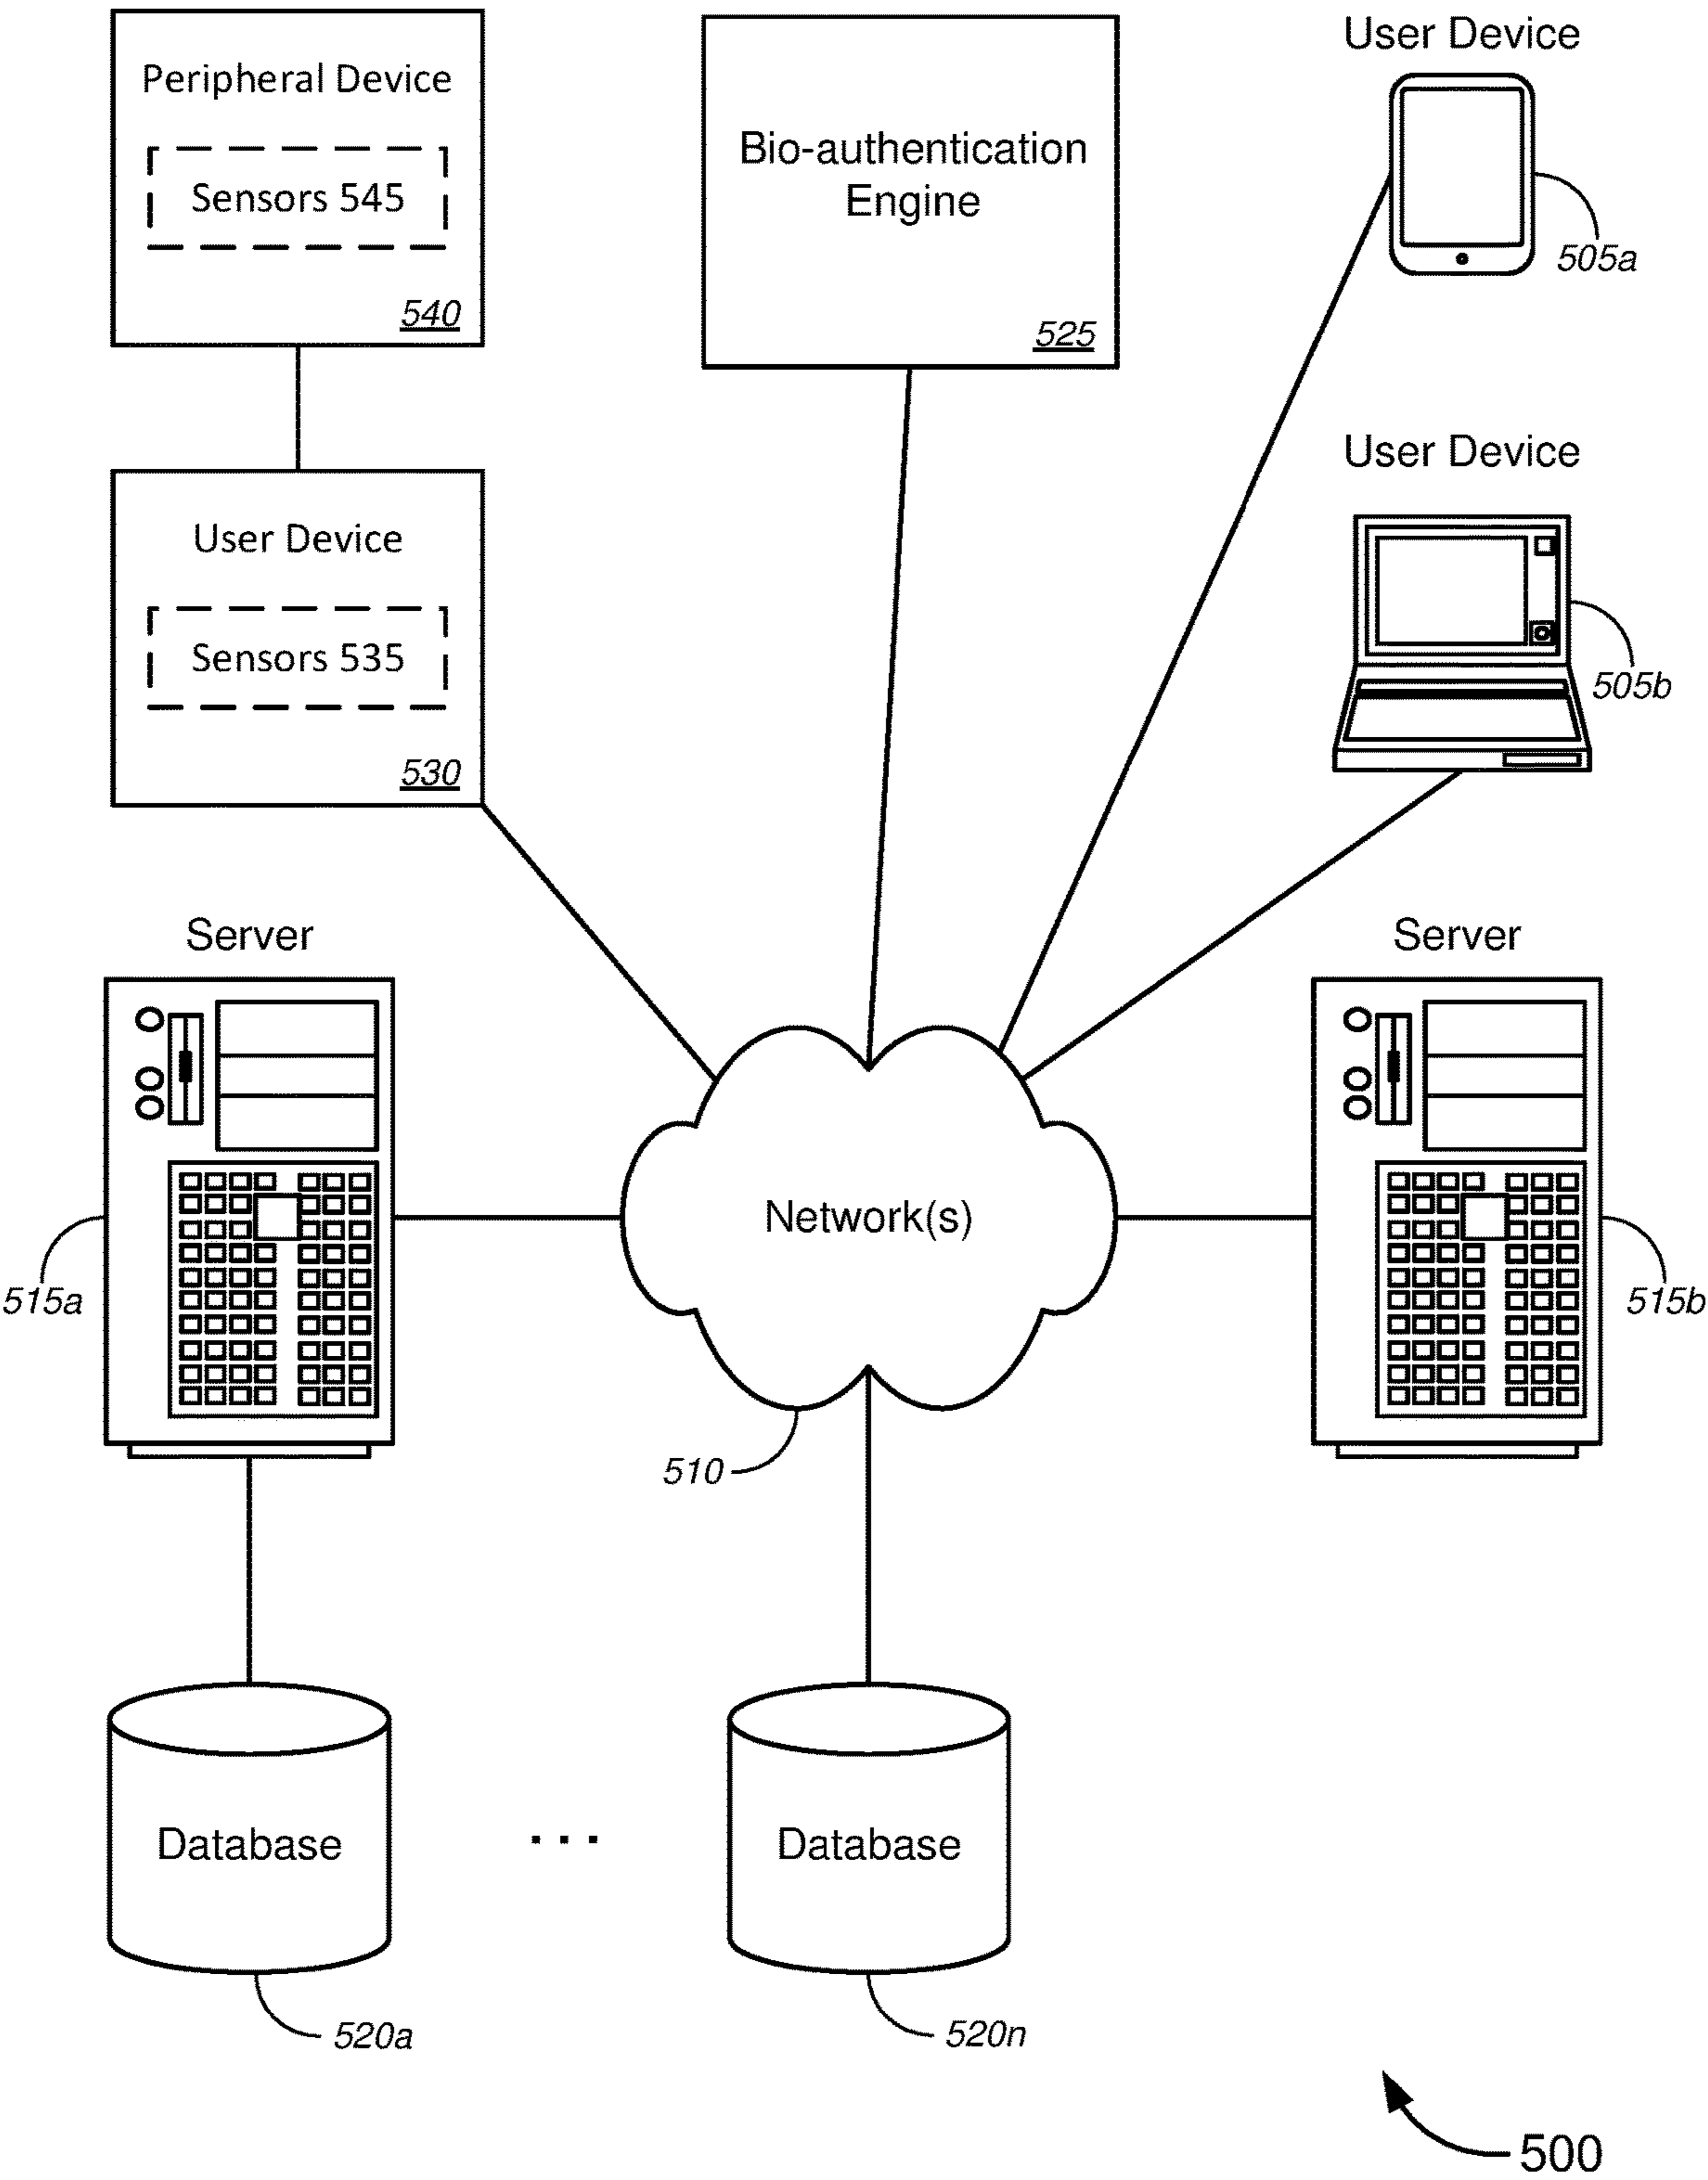 Peripheral Device
Sensors 545
540
Bio-authentication
Engine
525
User Device
505a
User Device
Sensors 535
530
User Device
505b
Server
515a
Network(s)
510
Server
515b
Database
520a
...
Database
520n
500